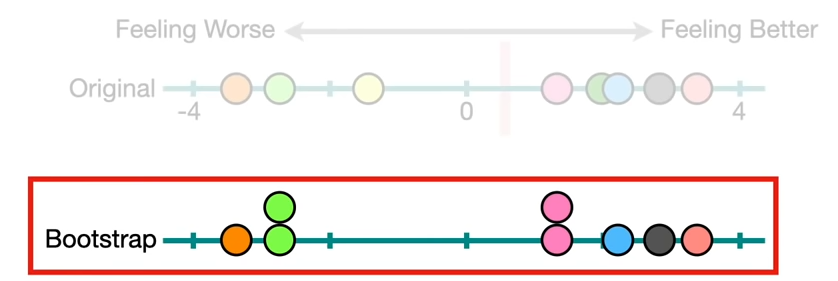 Feeling Worse Feeling Better
Original
-4 0 4
Bootstrap